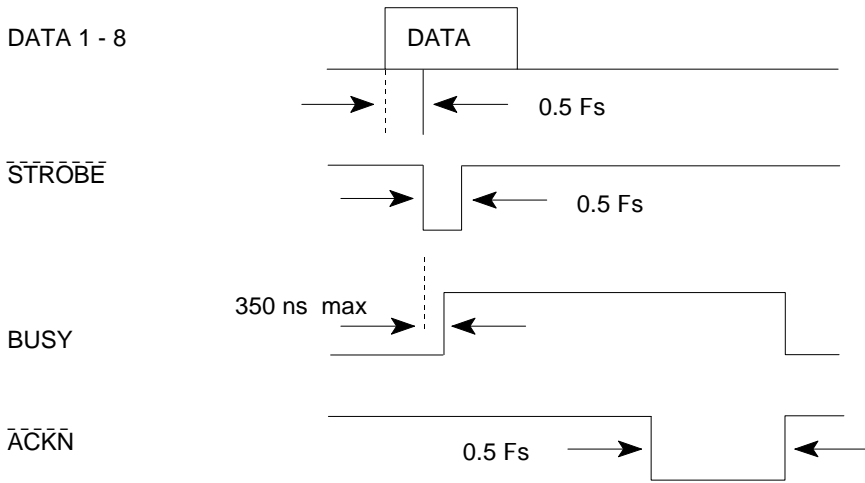 DATA 1 - 8
DATA
0.5 Fs
STROBE
0.5 Fs
350 ns max
BUSY
ACKN
0.5 Fs